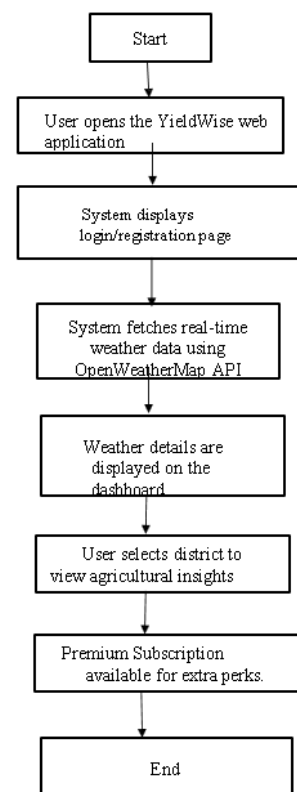 Start
User opens the YieldWise web
application
System displays
login/registration page
System fetches real-time
weather data using
OpenWeatherMap API
Weather details are
displayed on the
dashboard
User selects district to
view agricultural insights
Premium Subscription
available for extra perks.
End